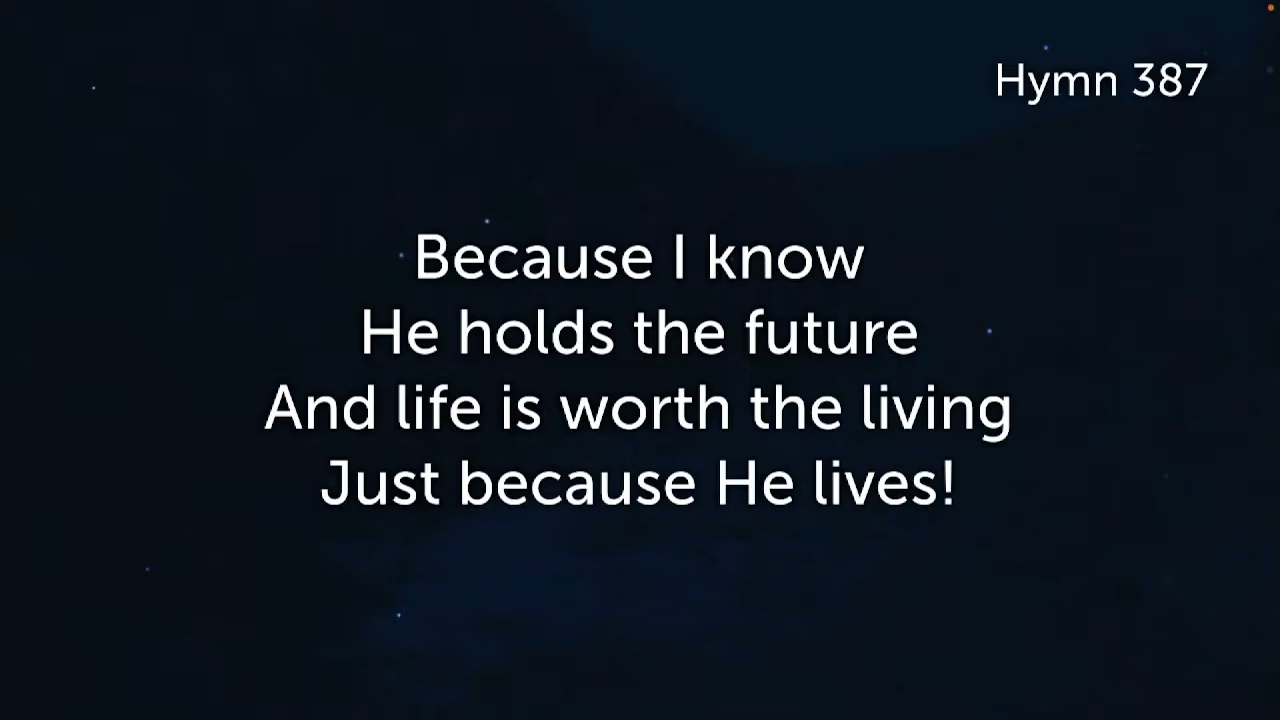 Hymn 387
Because I know
He holds the future
And life is worth the living
Just because He lives!